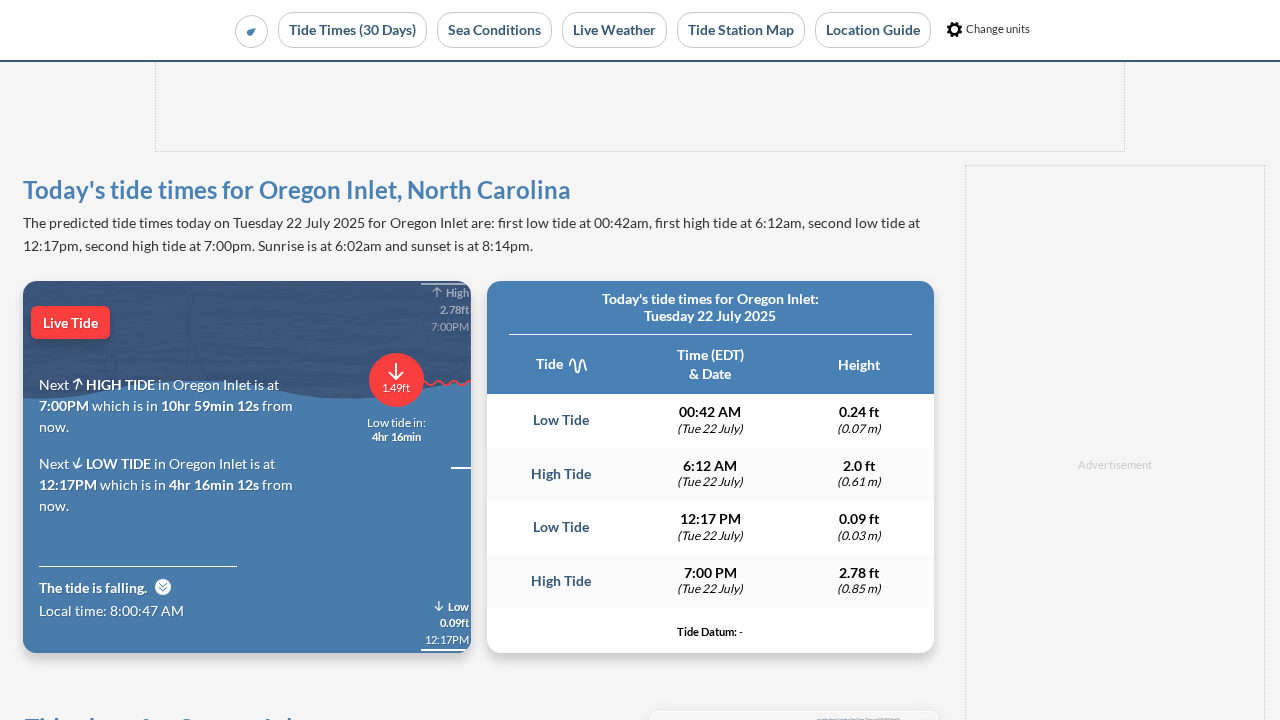 Tide Times (30 Days)
Sea Conditions
Live Weather
Tide Station Map
Location Guide
Change units
Today's tide times for Oregon Inlet, North Carolina
The predicted tide times today on Tuesday 22 July 2025 for Oregon Inlet are: first low tide at 00:42am, first high tide at 6:12am, second low tide at
12:17pm, second high tide at 7:00pm. Sunrise is at 6:02am and sunset is at 8:14pm.
Live Tide
High
2.78ft
7:00PM
1.49ft
Low tide in:
4hr 16min
Next HIGH TIDE in Oregon Inlet is at
7:00PM which is in 10hr 59min 12s from
now.
Next LOW TIDE in Oregon Inlet is at
12:17PM which is in 4hr 16min 12s from
now.
The tide is falling.
Local time: 8:00:47 AM
Low
0.09ft
12:17PM
Today's tide times for Oregon Inlet:
Tuesday 22 July 2025
Tide
Time (EDT)
& Date
Height
Low Tide
00:42 AM
(Tue 22 July)
0.24 ft
(0.07 m)
High Tide
6:12 AM
(Tue 22 July)
2.0 ft
(0.61 m)
Low Tide
12:17 PM
(Tue 22 July)
0.09 ft
(0.03 m)
High Tide
7:00 PM
(Tue 22 July)
2.78 ft
(0.85 m)
Tide Datum: -
Advertisement